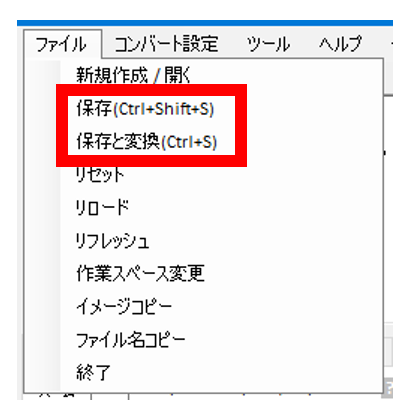 ファイル コンバート設定 ツール ヘルプ
新規作成 / 開く
保存(Ctrl+Shift+S)
保存と変換(Ctrl+S)
リセット
リロード
リフレッシュ
作業スペース変更
イメージコピー
ファイル名コピー
終了